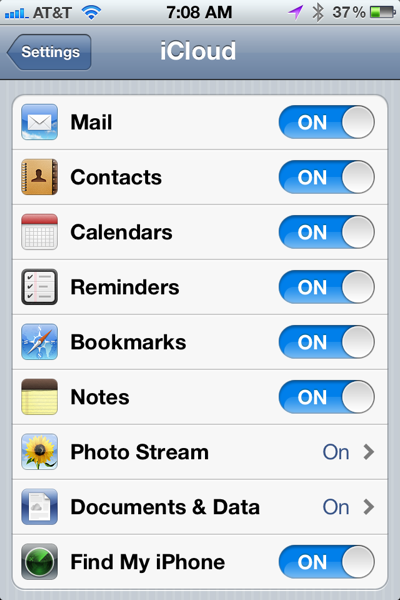 AT&T 7:08 AM 37%
Settings iCloud
Mail ON
Contacts ON
Calendars ON
Reminders ON
Bookmarks ON
Notes ON
Photo Stream On
Documents & Data On
Find My iPhone ON